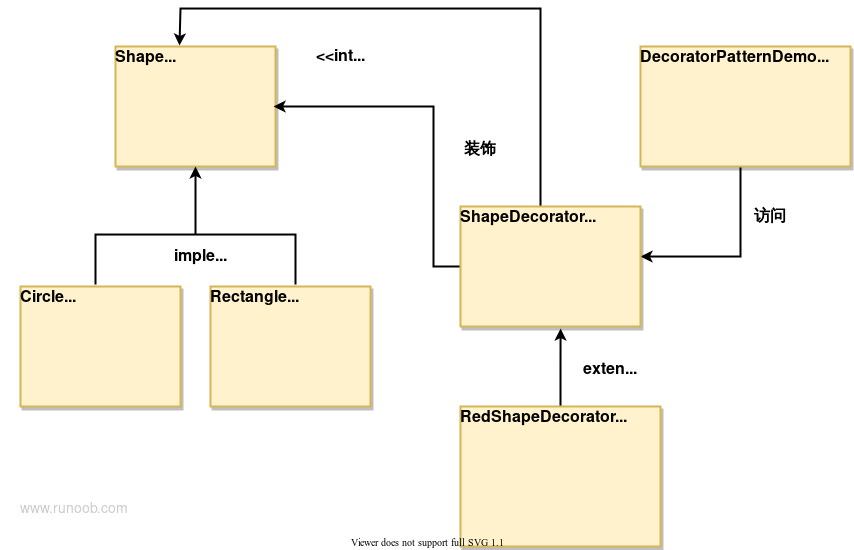 Shape...
<<int...
DecoratorPatternDemo...
装饰
ShapeDecorator...
访问
imple...
Circle...
Rectangle...
exten...
RedShapeDecorator...
www.runoob.com
Viewer does not support full SVG 1.1